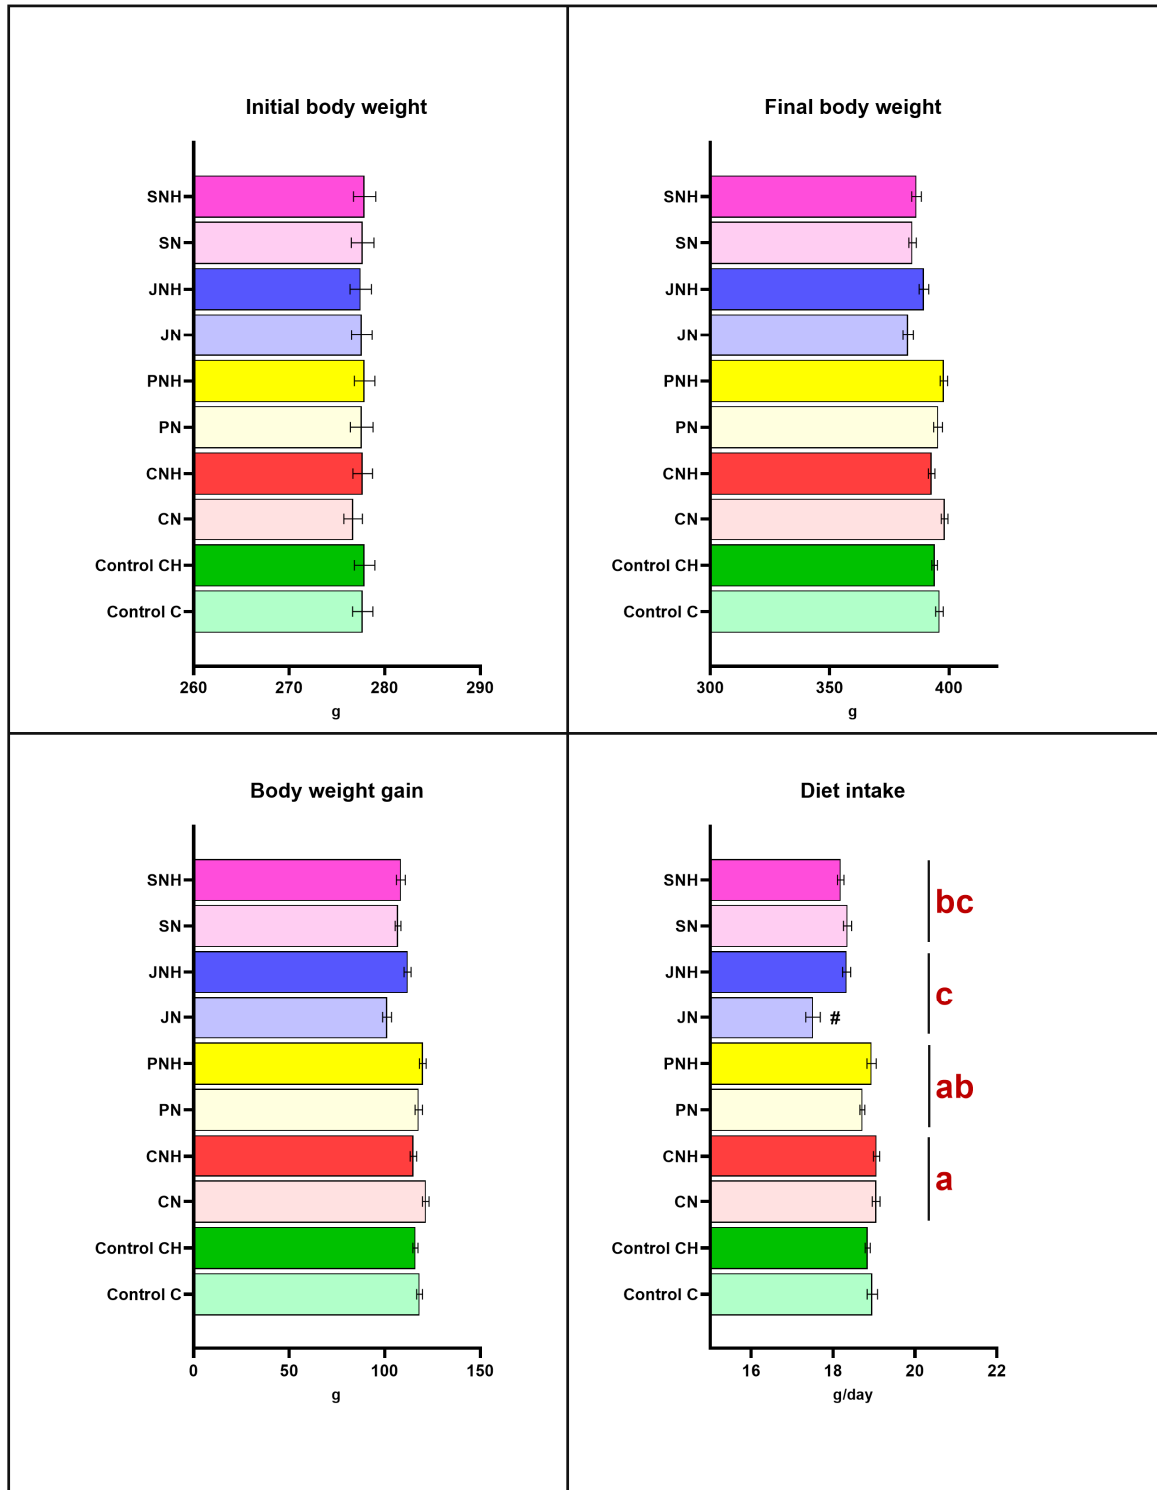 Initial body weight
SNH
SN
JNH
JN
PNH
PN
CNH
CN
Control CH
Control C
260 270 280 290
g
Final body weight
SNH
SN
JNH
JN
PNH
PN
CNH
CN
Control CH
Control C
300 350 400
g
Body weight gain
SNH
SN
JNH
JN
PNH
PN
CNH
CN
Control CH
Control C
0 50 100 150
g
Diet intake
SNH
bc
SN
JNH
c
JN #
PNH
ab
PN
CNH
a
CN
Control CH
Control C
16 18 20 22
g/day